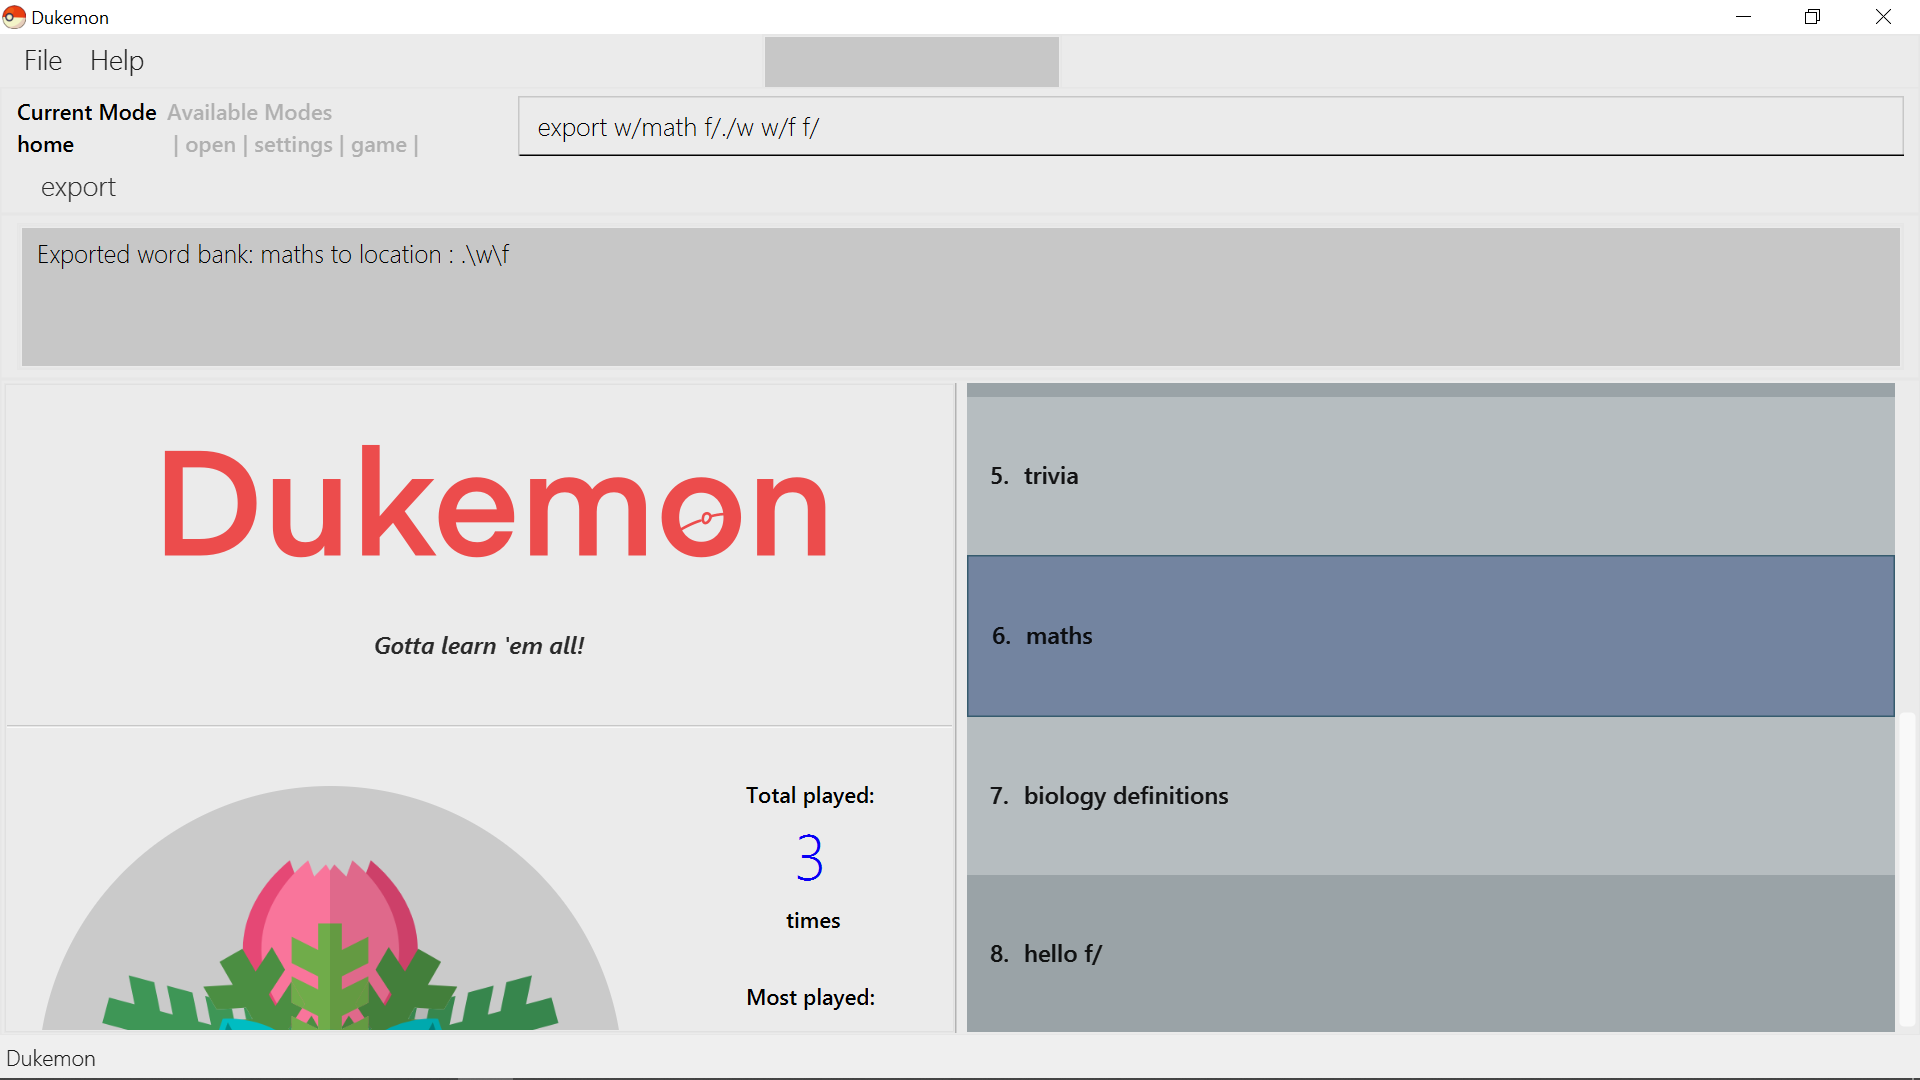 Dukemon
File Help
Current Mode Available Modes
home | open | settings | game |
export w/math f/./w w/f f/
export
Exported word bank: maths to location : .\w\f
Dukemon
Gotta learn 'em all!
Total played:
3
times
Most played:
5. trivia
6. maths
7. biology definitions
8. hello f/
Dukemon